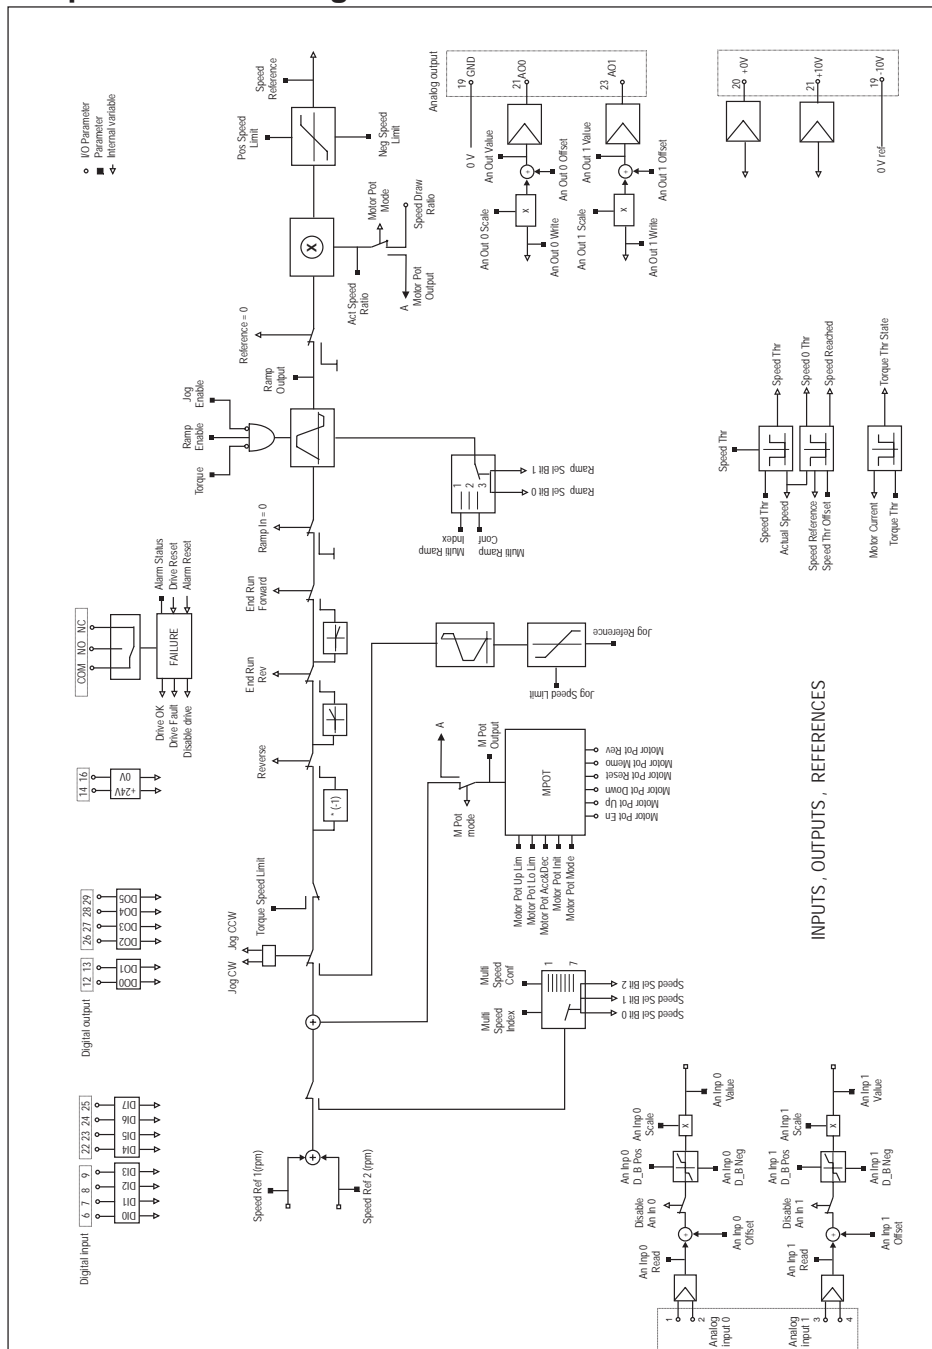 I/O Parameter
Parameter
Internal variable
Digital input
6 7 8 9
22 23 24 25
DI0 DI1 DI2 DI3
DI4 DI5 DI6 DI7
Digital output
12 13
26 27 28 29
DO0 DO1
DO2 DO3 DO4 DO5
14 16
+24V 0V
COM NO NC
FAILURE
Alarm Status
Drive Reset
Alarm Reset
Drive OK
Drive Fault
Disable drive
Speed Ref 1(rpm)
Speed Ref 2 (rpm)
+
+
Jog CW
Jog CCW
Torque Speed Limit
* (-1)
Reverse
End Run
Rev
End Run
Forward
Ramp In = 0
Torque
Ramp
Enable
Jog
Enable
Ramp
Output
Reference = 0
X
Act Speed
Ratio
Motor Pot
Mode
Speed Draw
Ratio
A
Motor Pot
Output
Pos Speed
Limit
Neg Speed
Limit
Speed
Reference
Multi
Speed
Index
Multi
Speed
Conf
1
7
Speed Sel Bit 0
Speed Sel Bit 1
Speed Sel Bit 2
M Pot
mode
A
M Pot
Output
MPOT
Motor Pot Up Lim
Motor Pot Lo Lim
Motor Pot Acc&Dec
Motor Pot Init
Motor Pot Mode
Motor Pot En
Motor Pot Up
Motor Pot Down
Motor Pot Reset
Motor Pot Memo
Motor Pot Rev
Jog Speed Limit
Jog Reference
Multi Ramp
Index
Multi Ramp
Conf
1
2
3
Ramp Sel Bit 0
Ramp Sel Bit 1
Analog output
19 GND
21 AO0
23 AO1
0 V
An Out Value
An Out 0 Offset
An Out 0 Scale
An Out 0 Write
+
X
An Out 1 Value
An Out 1 Offset
An Out 1 Scale
An Out 1 Write
+
X
20 +0V
21 +10V
19 -10V
0 V ref
Speed Thr
Speed Thr
Actual Speed
Speed Reference
Speed Thr Offset
Speed Thr
Speed 0 Thr
Speed Reached
Motor Current
Torque Thr
Torque Thr State
INPUTS , OUTPUTS , REFERENCES
Analog
input 0
1
2
An Inp 0
Read
An Inp 0
Offset
+
Disable
An In 0
An Inp 0
D_B Pos
An Inp 0
D_B Neg
An Inp 0
Scale
X
An Inp 0
Value
Analog
input 1
3
4
An Inp 1
Read
An Inp 1
Offset
+
Disable
An In 1
An Inp 1
D_B Pos
An Inp 1
D_B Neg
An Inp 1
Scale
X
An Inp 1
Value